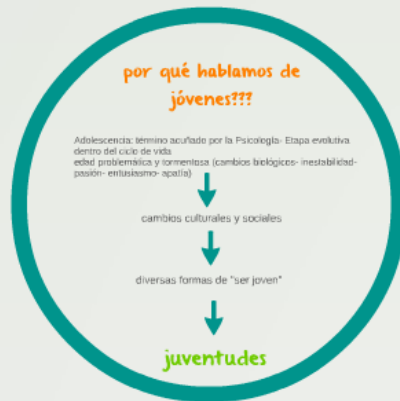 por qué hablamos de
jóvenes???
Adolescencia: término acuñado por la Psicología- Etapa evolutiva
dentro del ciclo de vida
edad problemática y tormentosa (cambios biológicos- inestabilidad-
pasión- entusiasmo- apatía)
cambios culturales y sociales
diversas formas de "ser joven"
juventudes